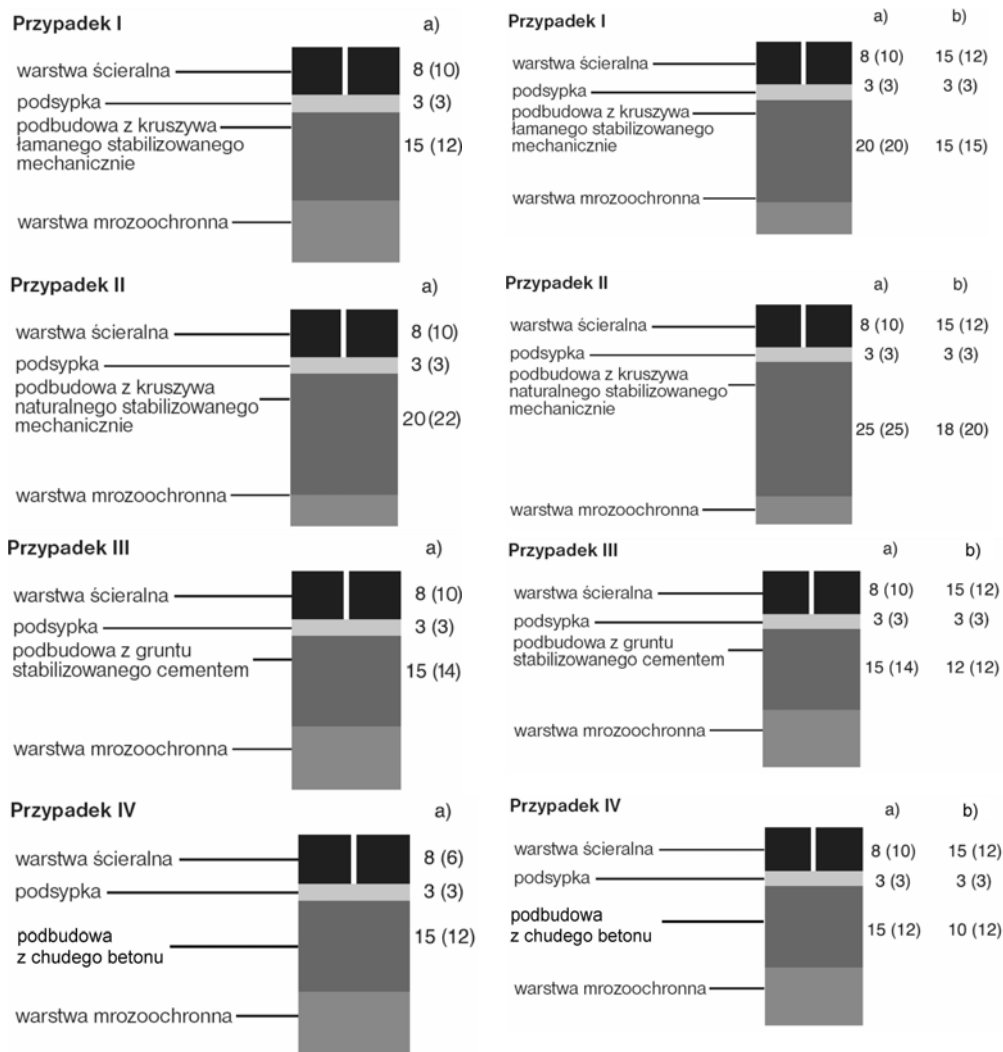 Przypadek I a)
warstwa ścieralna 8 (10)
podsypka 3 (3)
podbudowa z kruszywa
łamanego stabilizowanego 15 (12)
mechanicznie
warstwa mrozoochronna
Przypadek II a)
warstwa ścieralna 8 (10)
podsypka 3 (3)
podbudowa z kruszywa
naturalnego stabilizowanego
mechanicznie 20 (22)
warstwa mrozoochronna
Przypadek III a)
warstwa ścieralna 8 (10)
podsypka 3 (3)
podbudowa z gruntu
stabilizowanego cementem 15 (14)
warstwa mrozoochronna
Przypadek IV a)
warstwa ścieralna 8 (6)
podsypka 3 (3)
podbudowa 15 (12)
z chudego betonu
warstwa mrozoochronna
Przypadek I a) b)
warstwa ścieralna 8 (10) 15 (12)
podsypka 3 (3) 3 (3)
podbudowa z kruszywa
łamanego stabilizowanego
mechanicznie 20 (20) 15 (15)
warstwa mrozoochronna
Przypadek II a) b)
warstwa ścieralna 8 (10) 15 (12)
podsypka 3 (3) 3 (3)
podbudowa z kruszywa
naturalnego stabilizowanego
mechanicznie
25 (25) 18 (20)
warstwa mrozoochronna
Przypadek III a) b)
warstwa ścieralna 8 (10) 15 (12)
podsypka 3 (3) 3 (3)
podbudowa z gruntu
stabilizowanego cementem 15 (14) 12 (12)
warstwa mrozoochronna
Przypadek IV a) b)
warstwa ścieralna 8 (10) 15 (12)
podsypka 3 (3) 3 (3)
podbudowa
z chudego betonu 15 (12) 10 (12)
warstwa mrozoochronna